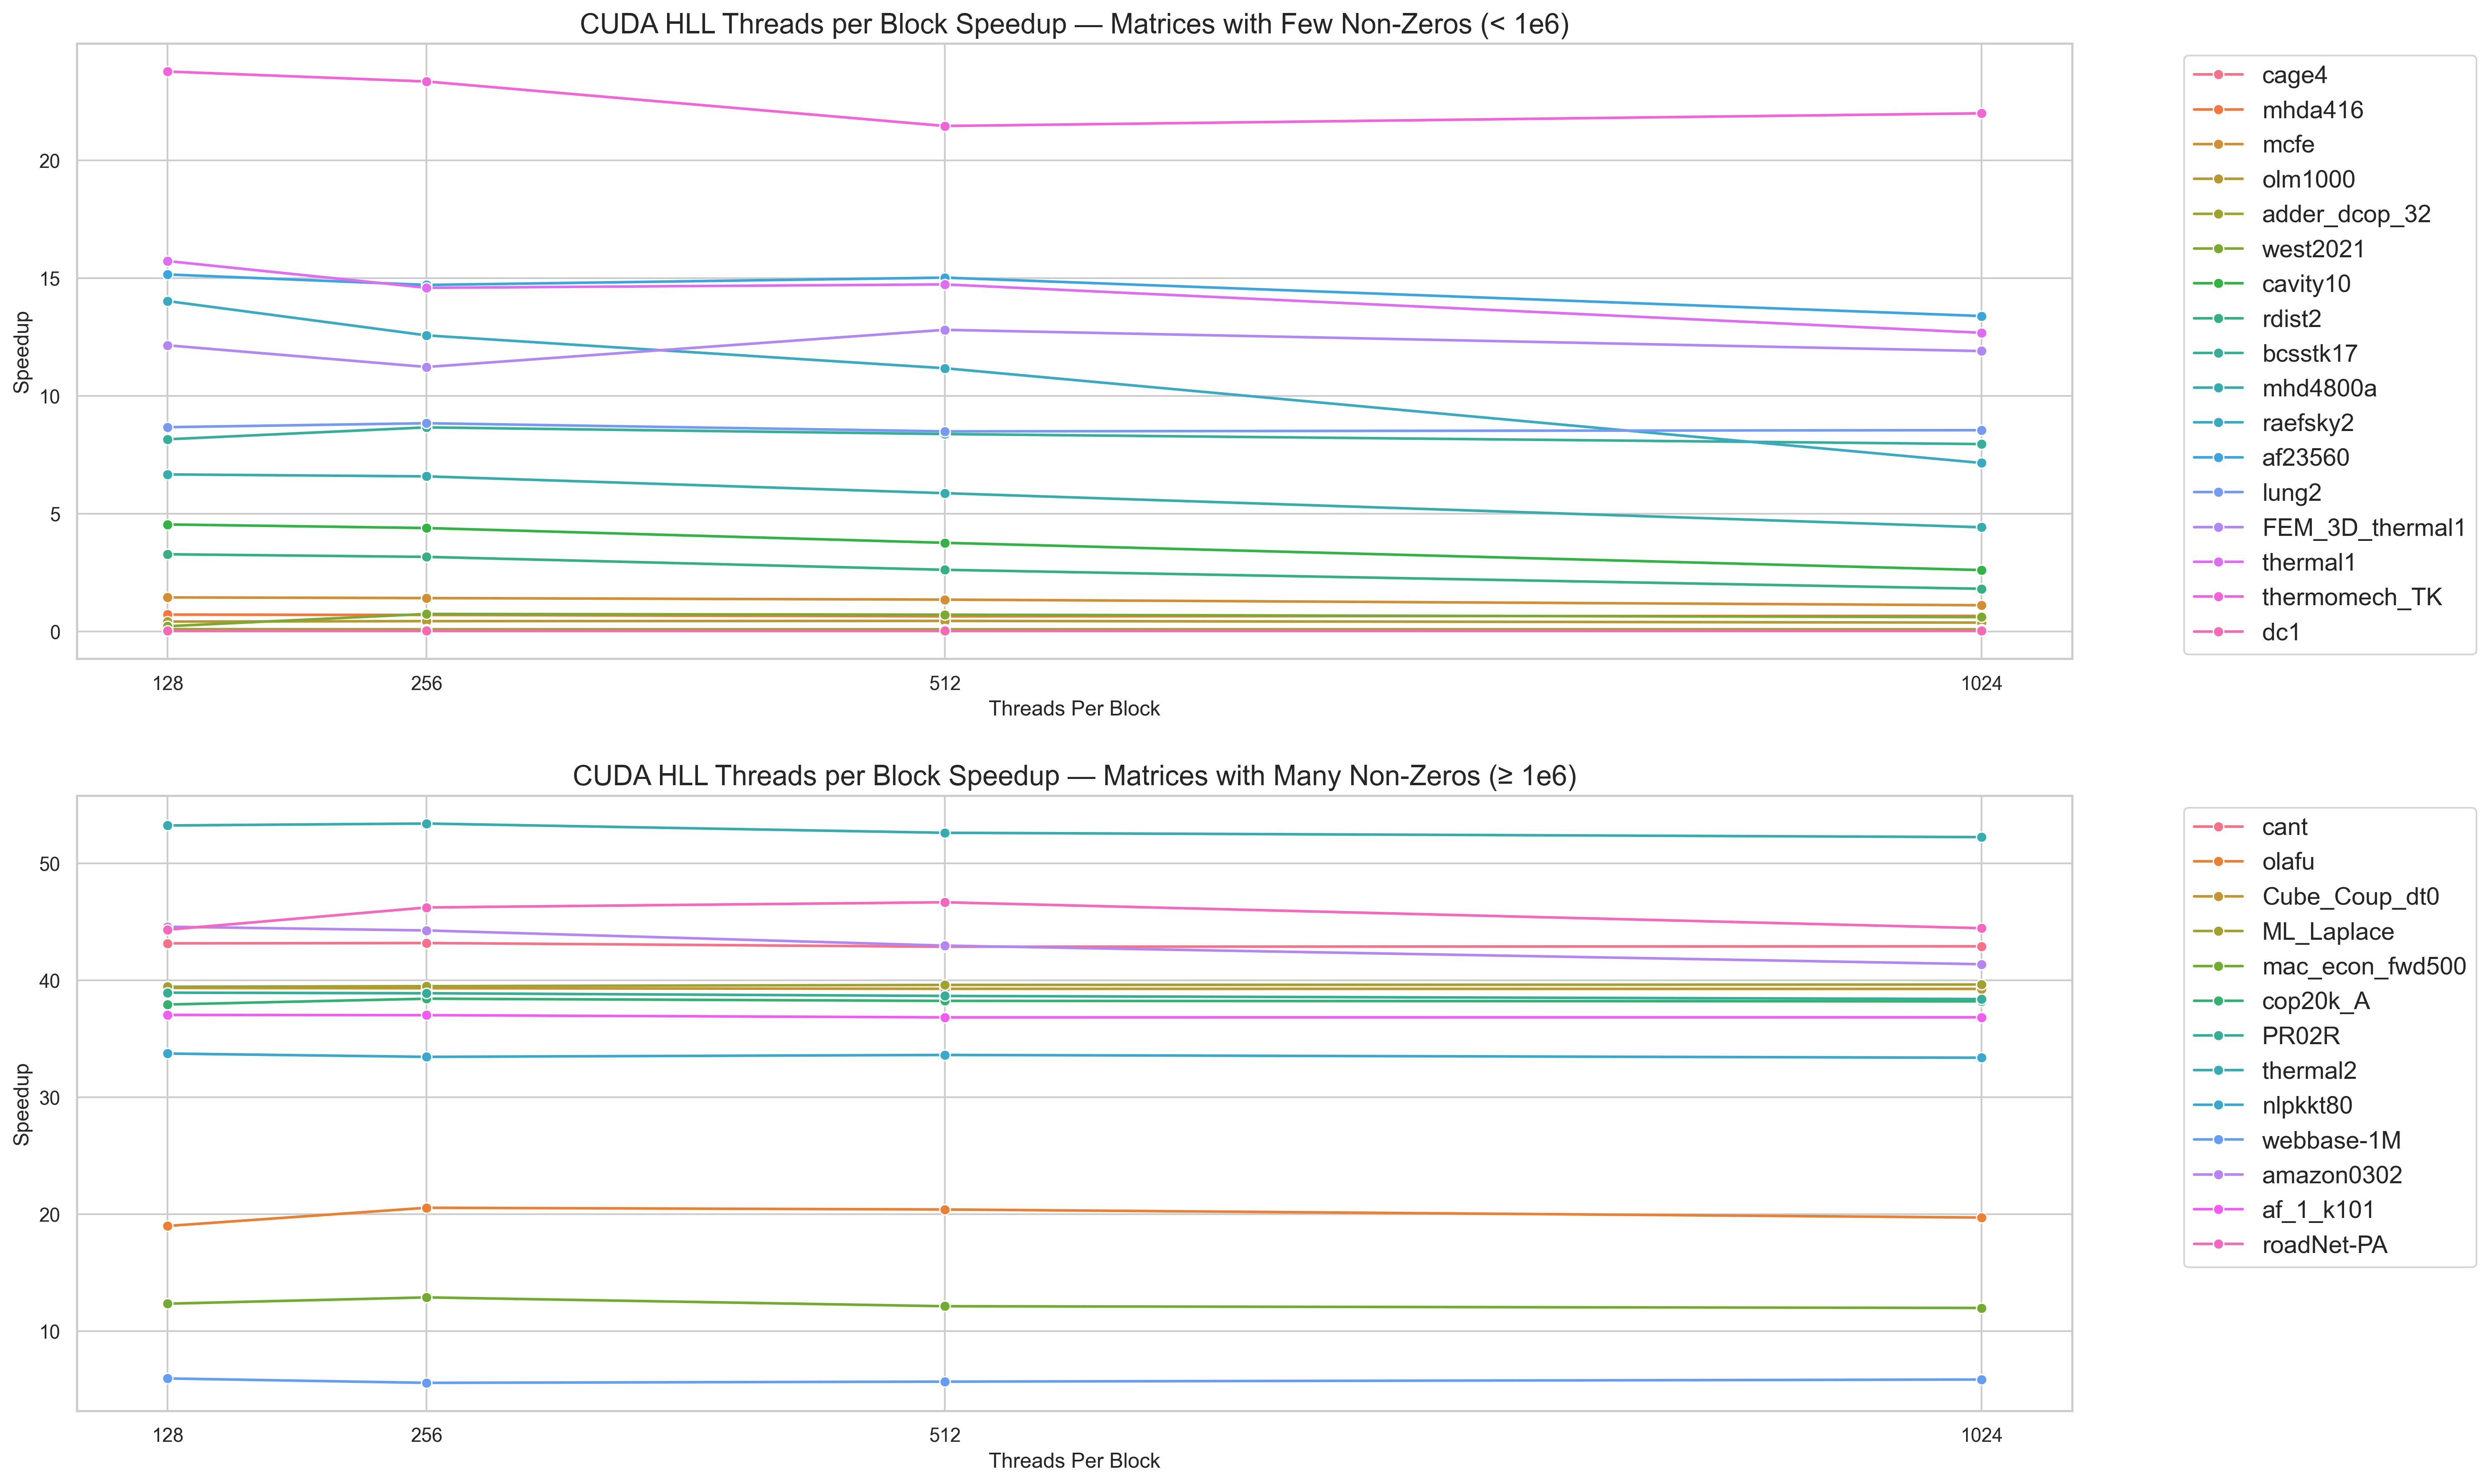 CUDA HLL Threads per Block Speedup — Matrices with Few Non-Zeros (< 1e6)
Speedup
20
15
10
5
0
128 256 512 1024
Threads Per Block
cage4
mhda416
mcfe
olm1000
adder_dcop_32
west2021
cavity10
rdist2
bcsstk17
mhd4800a
raefsky2
af23560
lung2
FEM_3D_thermal1
thermal1
thermomech_TK
dc1
CUDA HLL Threads per Block Speedup — Matrices with Many Non-Zeros (≥ 1e6)
Speedup
50
40
30
20
10
128 256 512 1024
Threads Per Block
cant
olafu
Cube_Coup_dt0
ML_Laplace
mac_econ_fwd500
cop20k_A
PR02R
thermal2
nlpkkt80
webbase-1M
amazon0302
af_1_k101
roadNet-PA